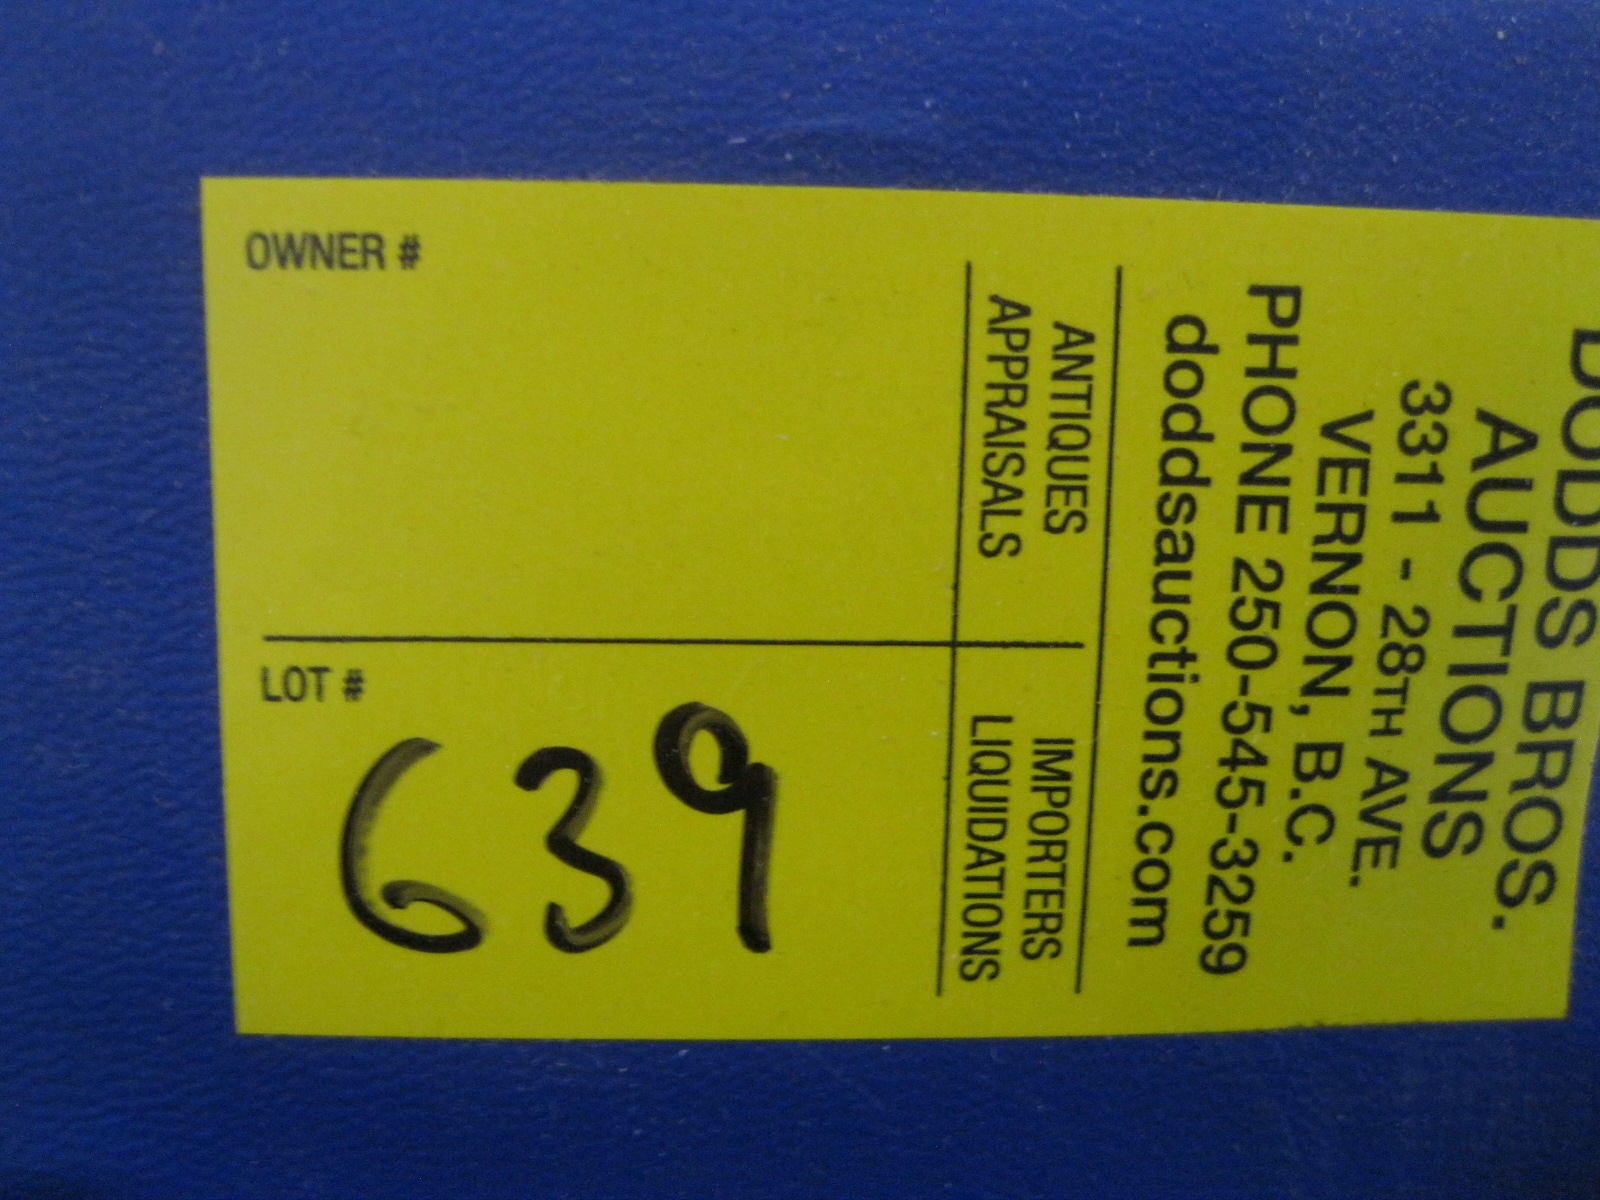 DODDS BROS.
AUCTIONS
3311 - 28TH AVE.
VERNON, B.C.
PHONE 250-545-3259
doddsauctions.com
ANTIQUES
APPRAISALS
IMPORTERS
LIQUIDATIONS
OWNER #
LOT #
639